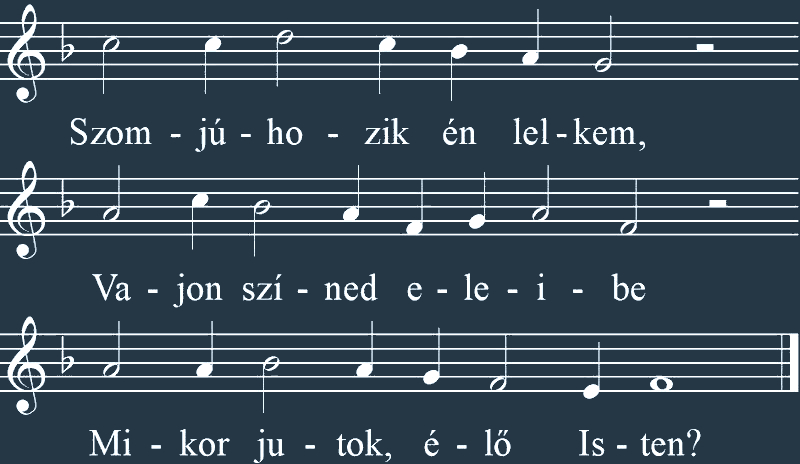 Szom - jú - ho - zik én lel - kem,
Va - jon szí - ned e - le - i - be
Mi - kor ju - tok, é - lő Is - ten?